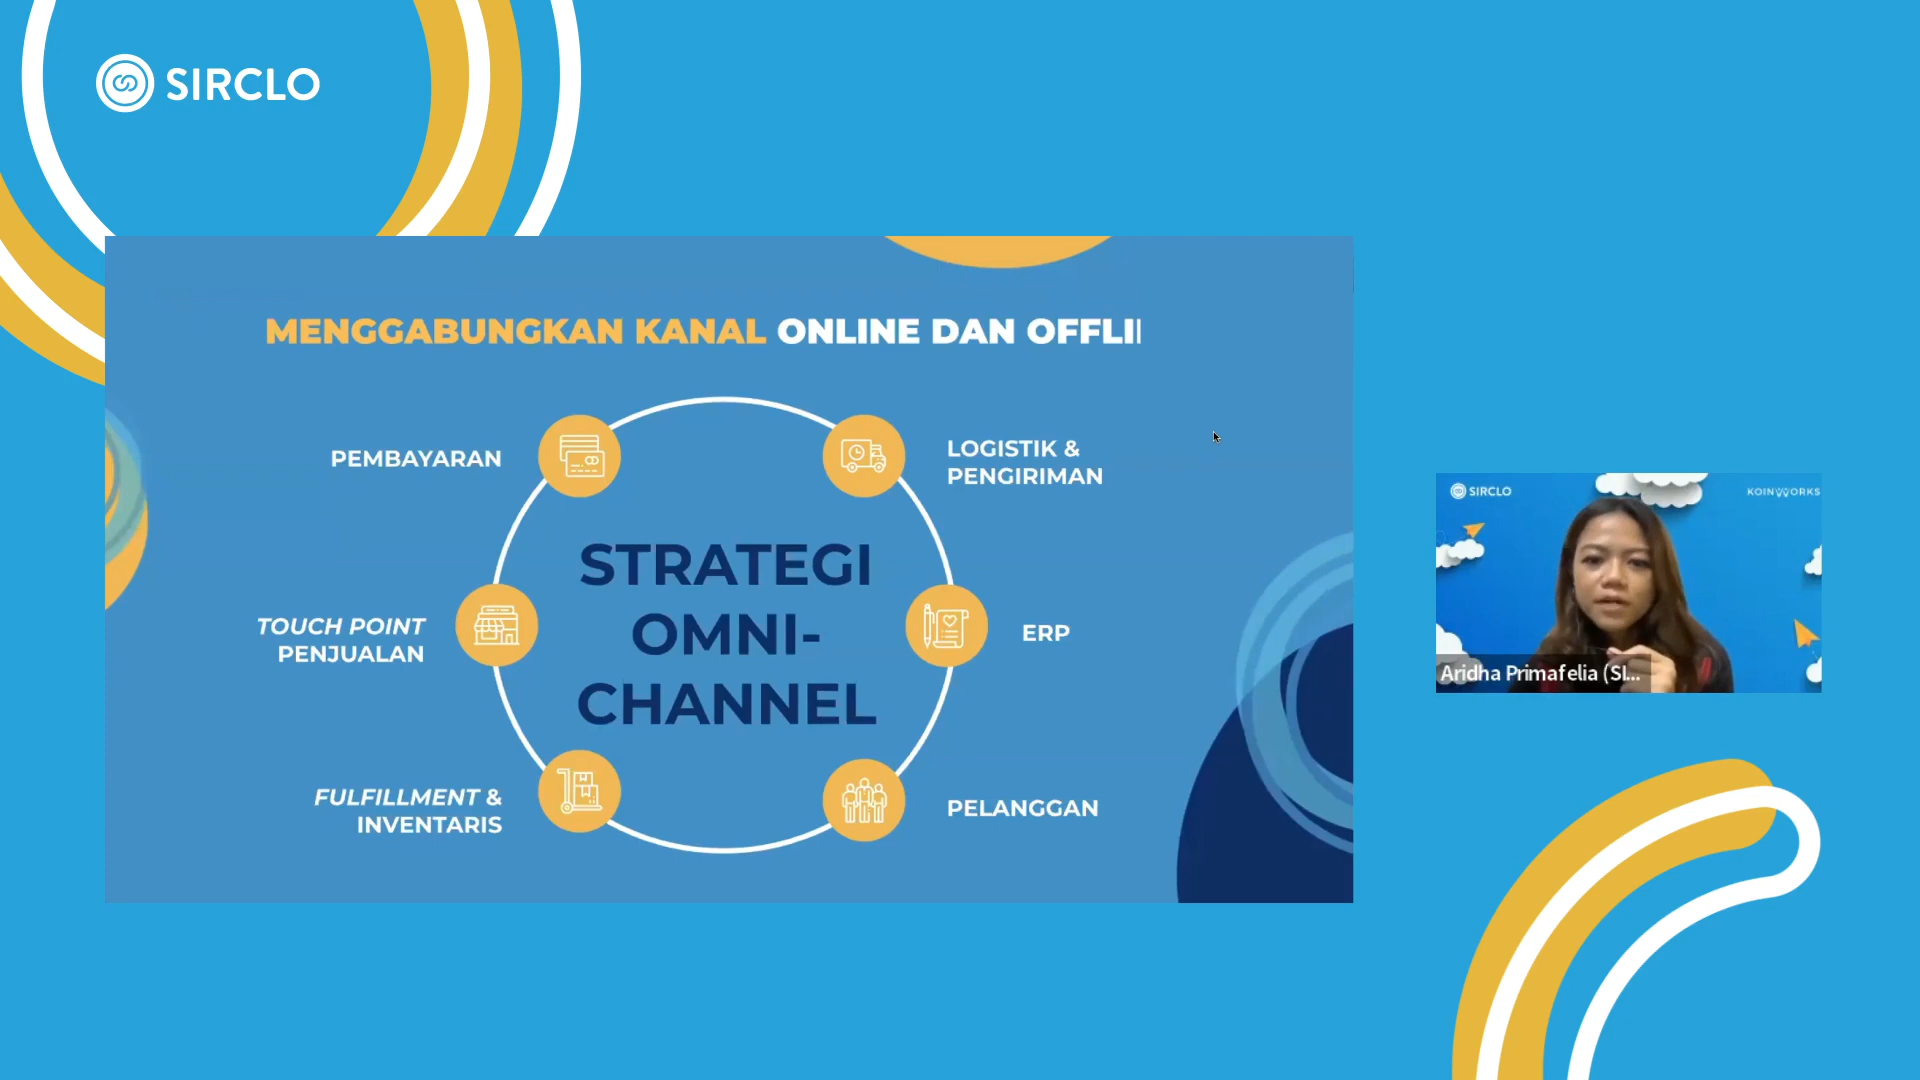 SIRCLO
MENGGABUNGKAN KANAL ONLINE DAN OFFLI
PEMBAYARAN
LOGISTIK &
PENGIRIMAN
STRATEGI
OMNI-
CHANNEL
TOUCH POINT
PENJUALAN
ERP
FULFILLMENT &
INVENTARIS
PELANGGAN
SIRCLO
KOINWORKS
Aridha Primafelia (SI...